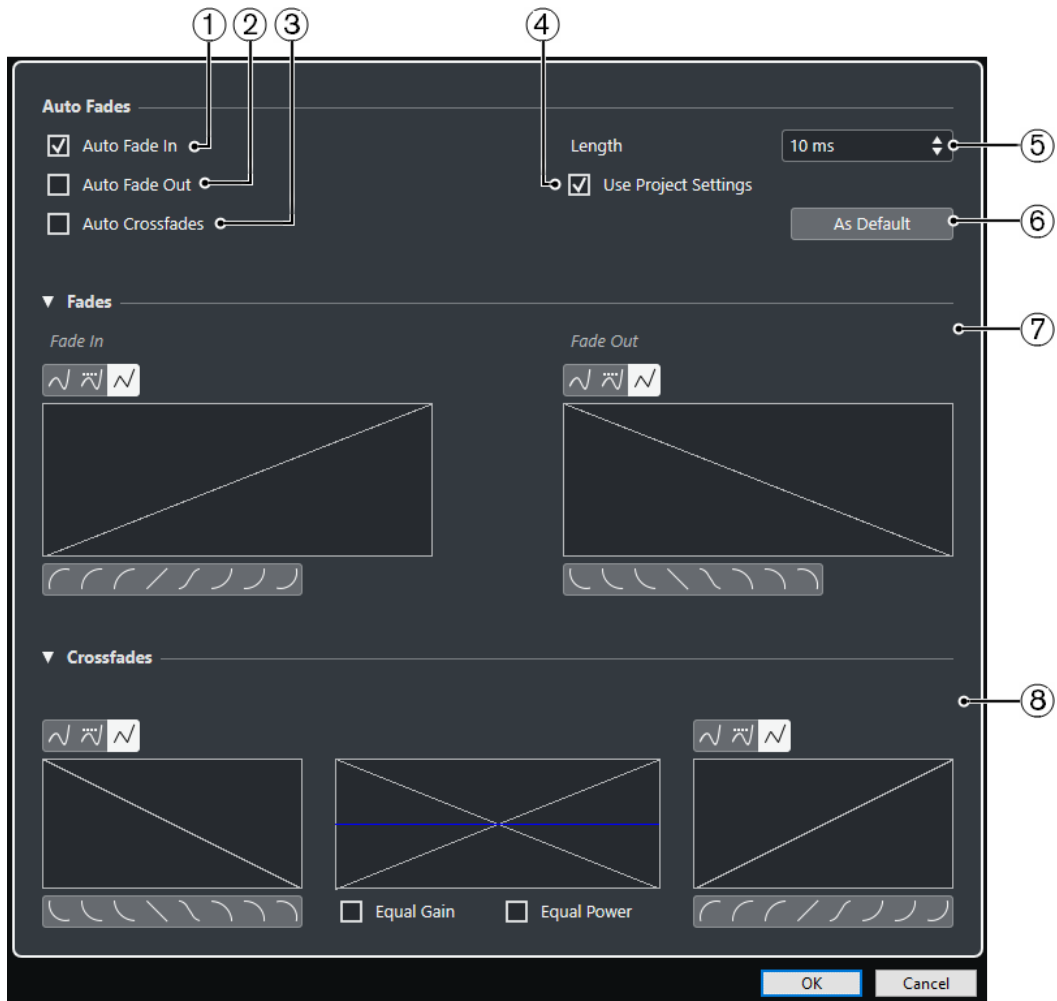 ① ② ③ ④
Auto Fades
Auto Fade In
Length
10 ms
⑤
Auto Fade Out
Use Project Settings
Auto Crossfades
As Default
⑥
Fades
⑦
Fade In
Fade Out
Crossfades
⑧
Equal Gain
Equal Power
OK
Cancel